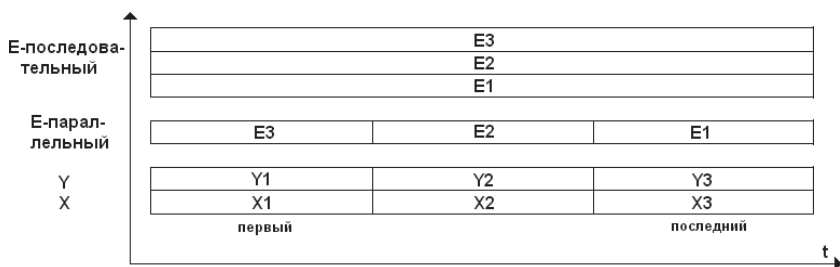 E3
Е-последова-
тельный
E2
E1
Е-парал-
лельный
E3 E2 E1
Y Y1 Y2 Y3
X X1 X2 X3
первый последний
t